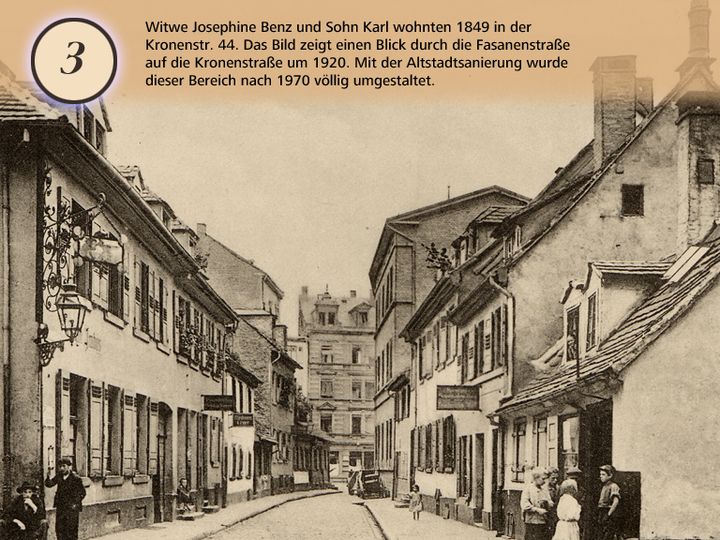 3
Witwe Josephine Benz und Sohn Karl wohnten 1849 in der
Kronenstr. 44. Das Bild zeigt einen Blick durch die Fasanenstraße
auf die Kronenstraße um 1920. Mit der Altstadtsanierung wurde
dieser Bereich nach 1970 völlig umgestaltet.